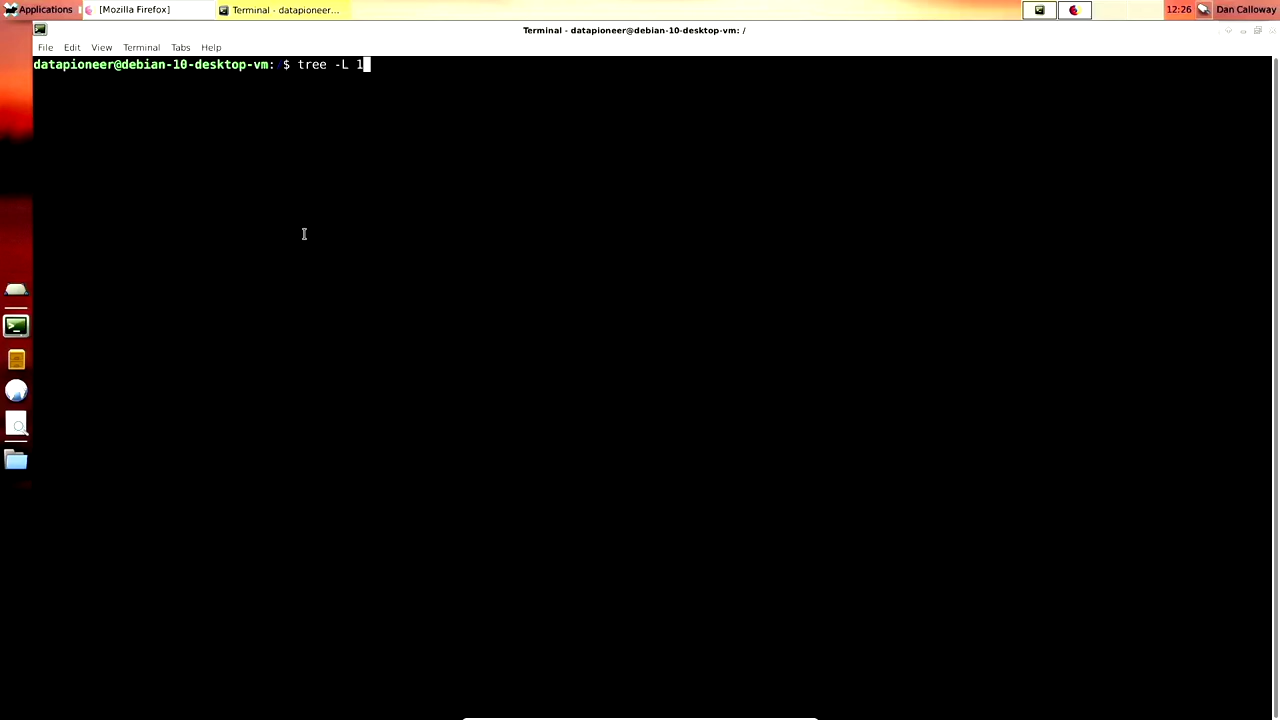 Applications
[Mozilla Firefox]
Terminal - datapioneer...
12:26
Dan Calloway
Terminal - datapioneer@debian-10-desktop-vm: /
File Edit View Terminal Tabs Help
datapioneer@debian-10-desktop-vm:/$ tree -L 1